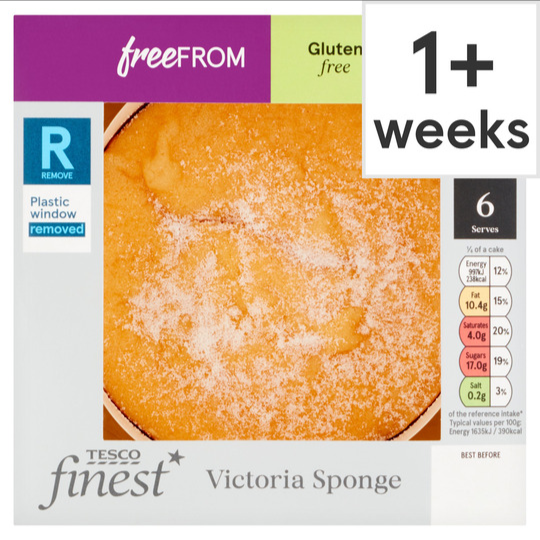 freeFROM
Gluten
free
1+
weeks
R
REMOVE
Plastic
window
removed
6
Serves
⅙ of a cake
Energy
997kJ
238kcal
12%
Fat
10.4g
15%
Saturates
4.0g
20%
Sugars
17.0g
19%
Salt
0.2g
3%
of the reference intake*
Typical values per 100g:
Energy 1635kJ / 390kcal
TESCO
finest*
Victoria Sponge
BEST BEFORE